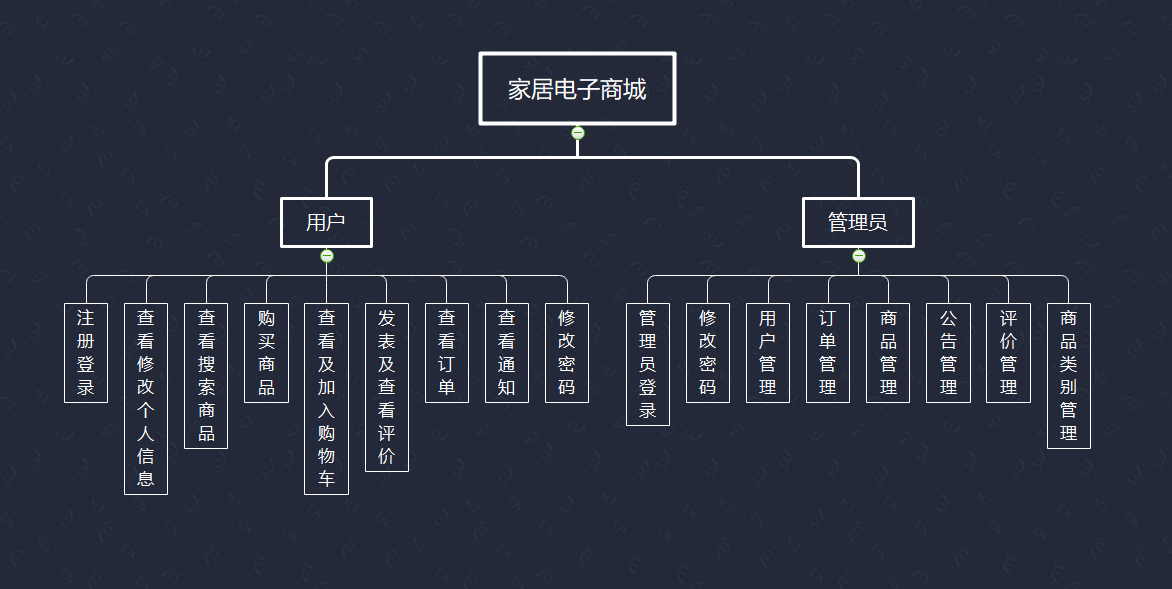 家居电子商城
用户
管理员
注册登录
查看修改个人信息
查看搜索商品
购买商品
查看及加入购物车
发表及查看评价
查看订单
查看通知
修改密码
管理员登录
修改密码
用户管理
订单管理
商品管理
公告管理
评价管理
商品类别管理